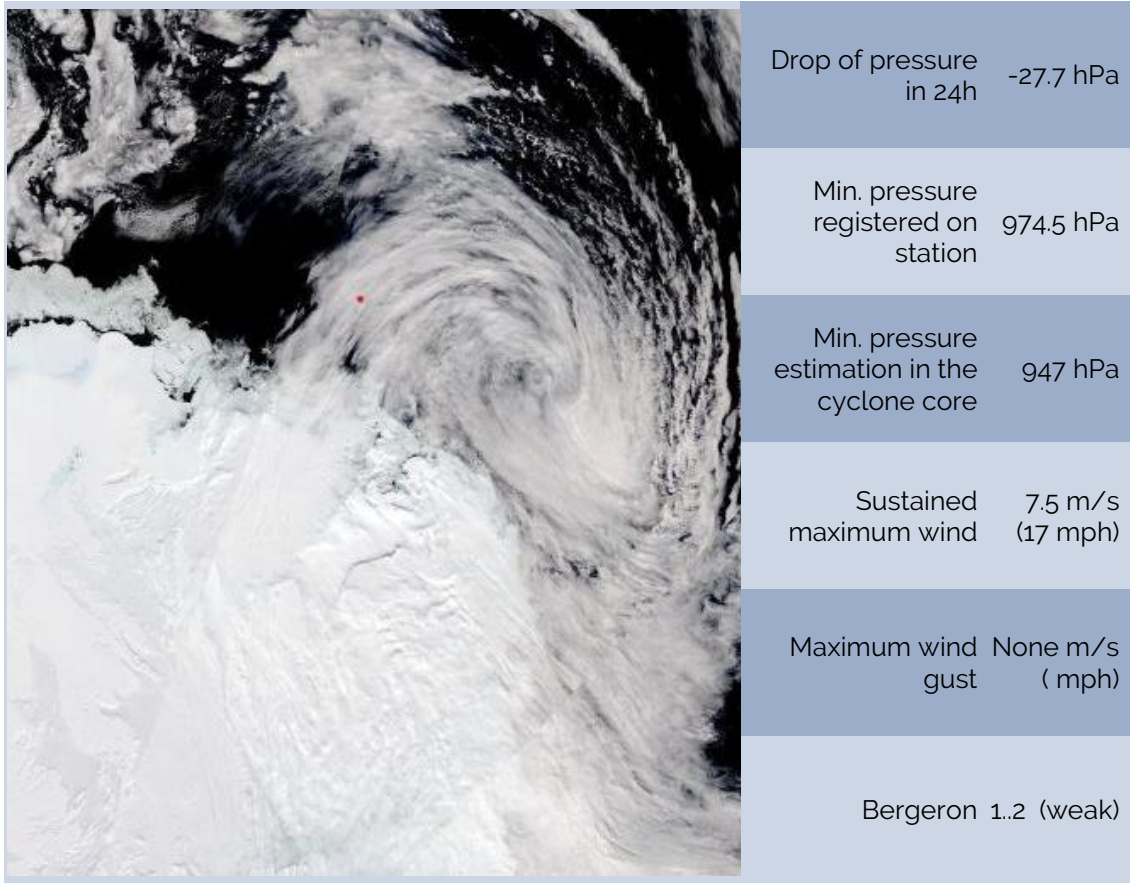 Drop of pressure
in 24h
-27.7 hPa
Min. pressure
registered on
station
974.5 hPa
Min. pressure
estimation in the
cyclone core
947 hPa
Sustained
maximum wind
7.5 m/s
(17 mph)
Maximum wind
gust
None m/s
( mph)
Bergeron
1..2 (weak)